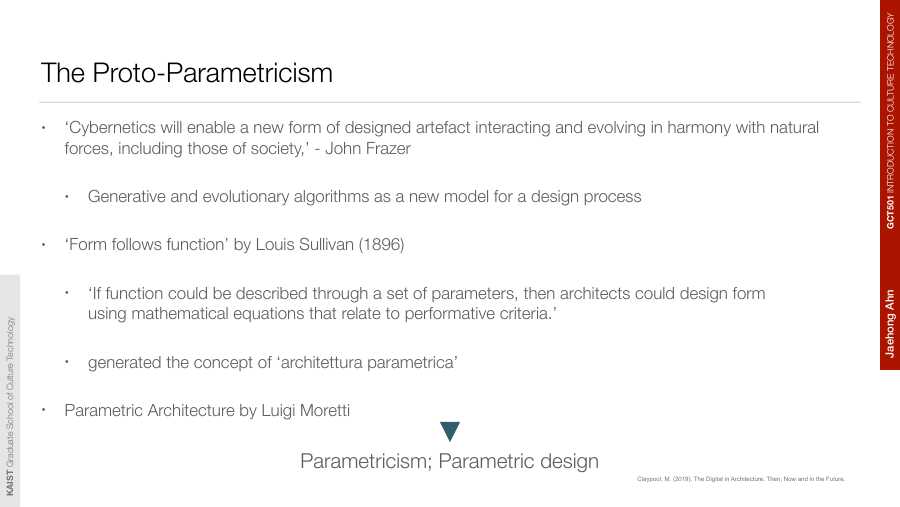 The Proto-Parametricism
• ‘Cybernetics will enable a new form of designed artefact interacting and evolving in harmony with natural
forces, including those of society,’ - John Frazer
• Generative and evolutionary algorithms as a new model for a design process
• ‘Form follows function’ by Louis Sullivan (1896)
• ‘If function could be described through a set of parameters, then architects could design form
using mathematical equations that relate to performative criteria.’
• generated the concept of ‘architettura parametrica’
• Parametric Architecture by Luigi Moretti
Parametricism; Parametric design
Claypool, M. (2019). The Digital in Architecture. Then, Now and in the Future.
KAIST Graduate School of Culture Technology
GCT501 INTRODUCTION TO CULTURE TECHNOLOGY
Jaehong Ahn